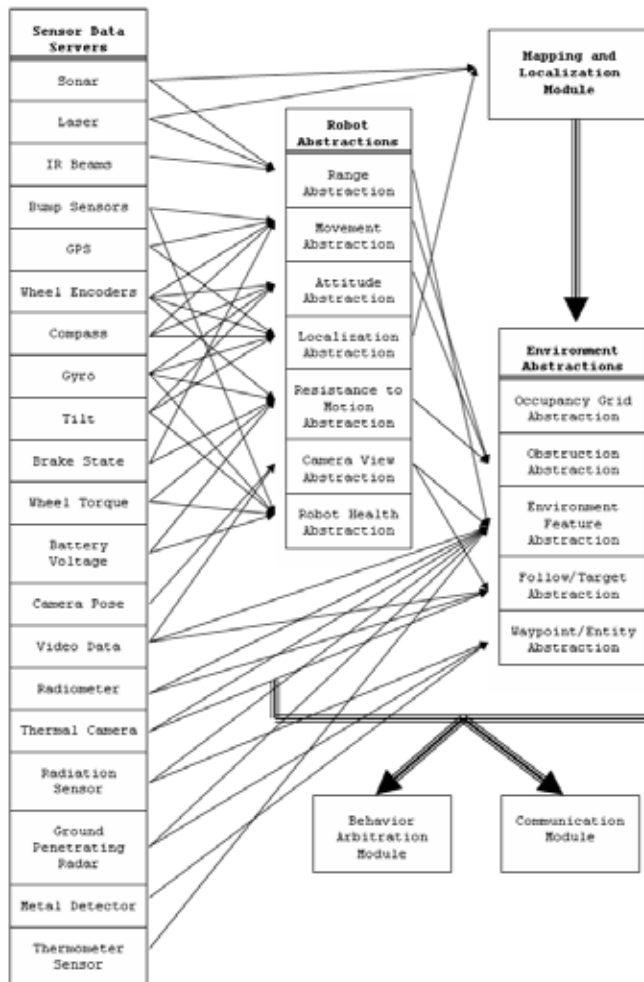 Sensor Data
Servers
Sonar
Laser
IR Beams
Bump Sensors
GPS
Wheel Encoders
Compass
Gyro
Tilt
Brake State
Wheel Torque
Battery
Voltage
Camera Pose
Video Data
Radiometer
Thermal Camera
Radiation
Sensor
Ground
Penetrating
Radar
Metal Detector
Thermometer
Sensor
Robot
Abstractions
Range
Abstraction
Movement
Abstraction
Attitude
Abstraction
Localization
Abstraction
Resistance to
Motion
Abstraction
Camera View
Abstraction
Robot Health
Abstraction
Mapping and
Localization
Module
Environment
Abstractions
Occupancy Grid
Abstraction
Obstruction
Abstraction
Environment
Feature
Abstraction
Follow/Target
Abstraction
Waypoint/Entity
Abstraction
Behavior
Arbitration
Module
Communication
Module